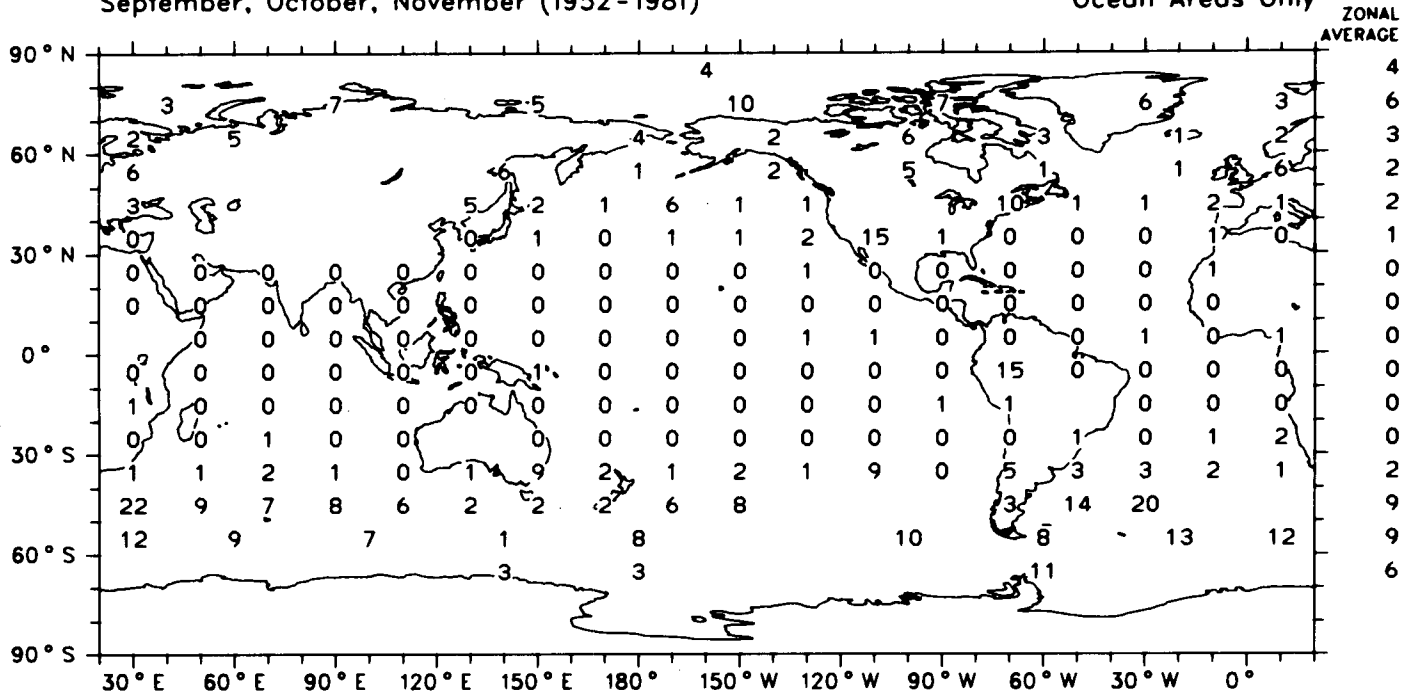 September, October, November (1952-1981) Ocean Areas Only
ZONAL
AVERAGE
90° N
4 4
3 7 5 10 7 6 3 6
2 5 4 2 6 3 1 2 3
60° N
6 6 1 2 5 1 1 6 2
3 5 2 1 6 1 1 10 1 1 2 1 2
0 0 1 0 1 1 2 15 1 0 0 0 1 0 1
30° N
0 0 0 0 0 0 0 0 0 0 1 0 0 0 0 0 1 0
0 0 0 0 0 0 0 0 0 0 0 0 0 0 0 0 0 0
0 0 0 0 0 0 0 0 0 1 1 0 0 0 1 0 1 0
0°
0 0 0 0 0 0 1 0 0 0 0 0 0 15 0 0 0 0 0
1 0 0 0 0 0 0 0 0 0 0 0 1 1 0 0 0 0
0 0 1 0 0 0 0 0 0 0 0 0 0 1 0 1 2 0
30° S
1 1 2 1 0 1 9 2 1 2 1 9 0 5 3 3 2 1 2
22 9 7 8 6 2 2 2 6 8 3 14 20 9
12 9 7 1 8 10 8 13 12 9
60° S
3 3 11 6
90° S
30° E 60° E 90° E 120° E 150° E 180° 150° W 120° W 90° W 60° W 30° W 0°